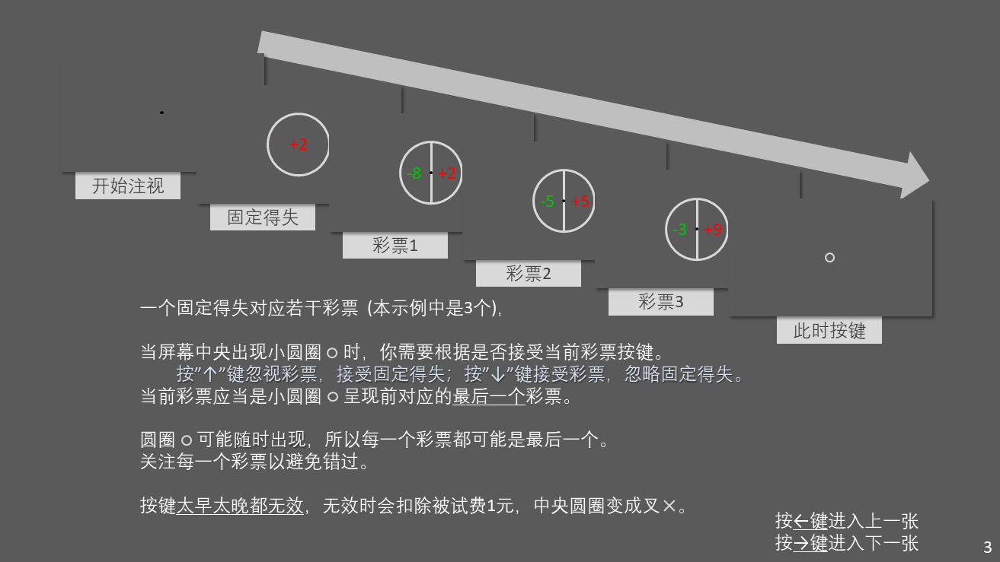 +2
-8 +2
-5 +5
-3 +9
开始注视
固定得失
彩票1
彩票2
彩票3
此时按键
一个固定得失对应若干彩票 (本示例中是3个),
当屏幕中央出现小圆圈 ○ 时，你需要根据是否接受当前彩票按键。
按”↑”键忽视彩票，接受固定得失；按”↓”键接受彩票，忽略固定得失。
当前彩票应当是小圆圈 ○ 呈现前对应的最后一个彩票。
圆圈 ○ 可能随时出现，所以每一个彩票都可能是最后一个。
关注每一个彩票以避免错过。
按键太早太晚都无效，无效时会扣除被试费1元，中央圆圈变成叉×。
按←键进入上一张
按→键进入下一张
3